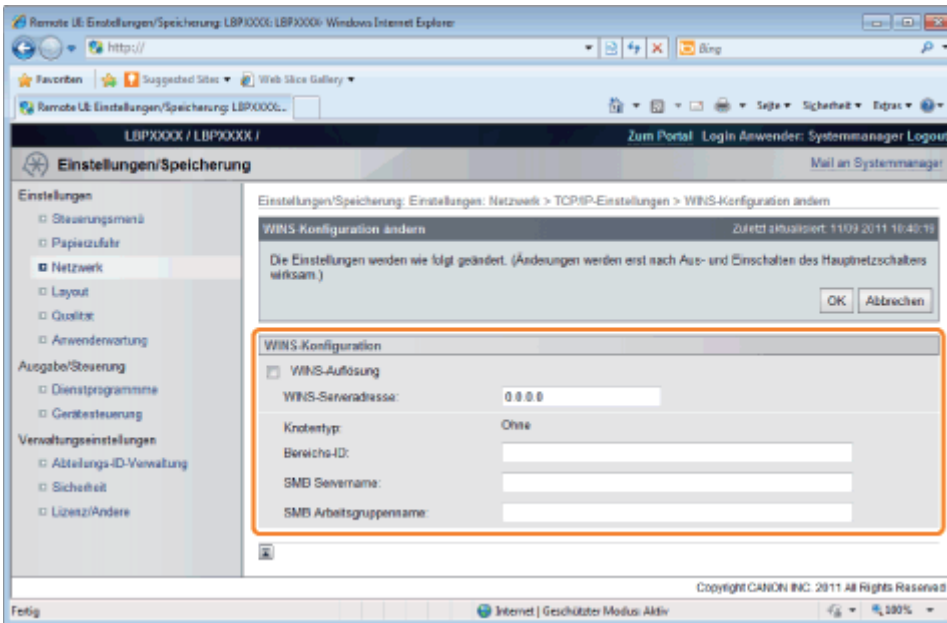 Remote UI: Einstellungen/Speicherung: LBPXXXX: LBPXXXX- Windows Internet Explorer
http://
Bing
Favoriten Suggested Sites Web Slice Gallery
Remote UI: Einstellungen/Speicherung: LBPXXXX:...
Seite Sicherheit Extras
LBPXXXX / LBPXXXX /
Zum Portal Login Anwender: Systemmanager Logout
Einstellungen/Speicherung
Mail an Systemmanager
Einstellungen
Steuerungsmenü
Papierzufuhr
Netzwerk
Layout
Qualität
Anwenderwartung
Ausgabe/Steuerung
Dienstprogrammme
Gerätesteuerung
Verwaltungseinstellungen
Abteilungs-ID-Verwaltung
Sicherheit
Lizenz/Andere
Einstellungen/Speicherung: Einstellungen: Netzwerk > TCP/IP-Einstellungen > WINS-Konfiguration ändern
WINS-Konfiguration ändern
Zuletzt aktualisiert: 11/09 2011 10:40:19
Die Einstellungen werden wie folgt geändert. (Änderungen werden erst nach Aus- und Einschalten des Hauptnetzschalters
wirksam.)
OK Abbrechen
WINS-Konfiguration
WINS-Auflösung
WINS-Serveradresse: 0.0.0.0
Knotentyp: Ohne
Bereichs-ID:
SMB Servername:
SMB Arbeitsgruppenname:
Copyright CANON INC. 2011 All Rights Reserved
Fertig
Internet | Geschützter Modus: Aktiv
100%